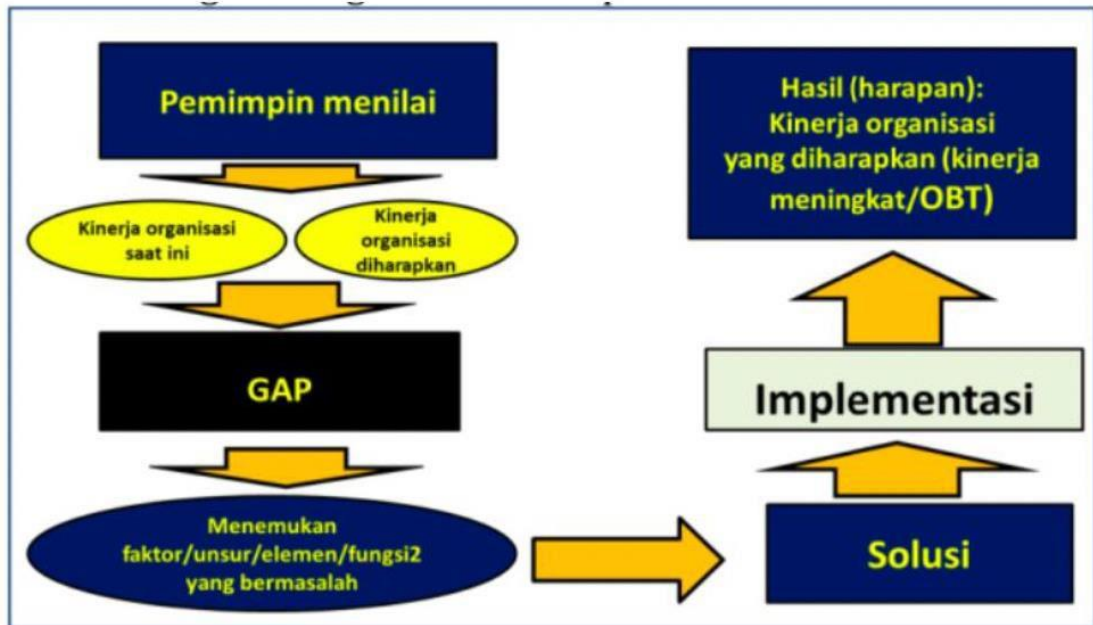 Pemimpin menilai
Kinerja organisasi
saat ini
Kinerja
organisasi
diharapkan
GAP
Menemukan
faktor/unsur/elemen/fungsi2
yang bermasalah
Solusi
Implementasi
Hasil (harapan):
Kinerja organisasi
yang diharapkan (kinerja
meningkat/OBT)